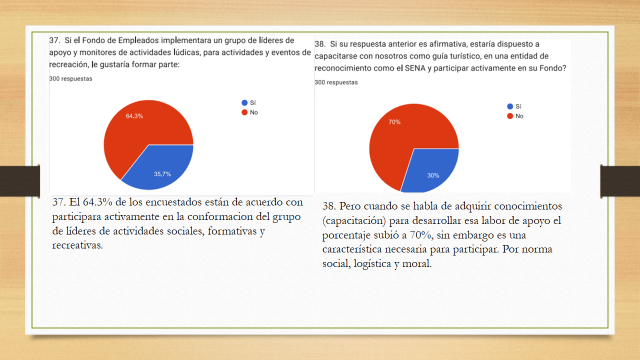 37. Si el Fondo de Empleados implementara un grupo de líderes de
apoyo y monitores de actividades lúdicas, para actividades y eventos de
recreación, le gustaría formar parte:
300 respuestas
Sí
No
64,3%
35,7%
37. El 64.3% de los encuestados están de acuerdo con
participara activamente en la conformacion del grupo
de líderes de actividades sociales, formativas y
recreativas.
38. Si su respuesta anterior es afirmativa, estaría dispuesto a
capacitarse con nosotros como guía turístico, en una entidad de
reconocimiento como el SENA y participar activamente en su Fondo?
300 respuestas
Sí
No
70%
30%
38. Pero cuando se habla de adquirir conocimientos
(capacitación) para desarrollar esa labor de apoyo el
porcentaje subió a 70%, sin embargo es una
característica necesaria para participar. Por norma
social, logística y moral.